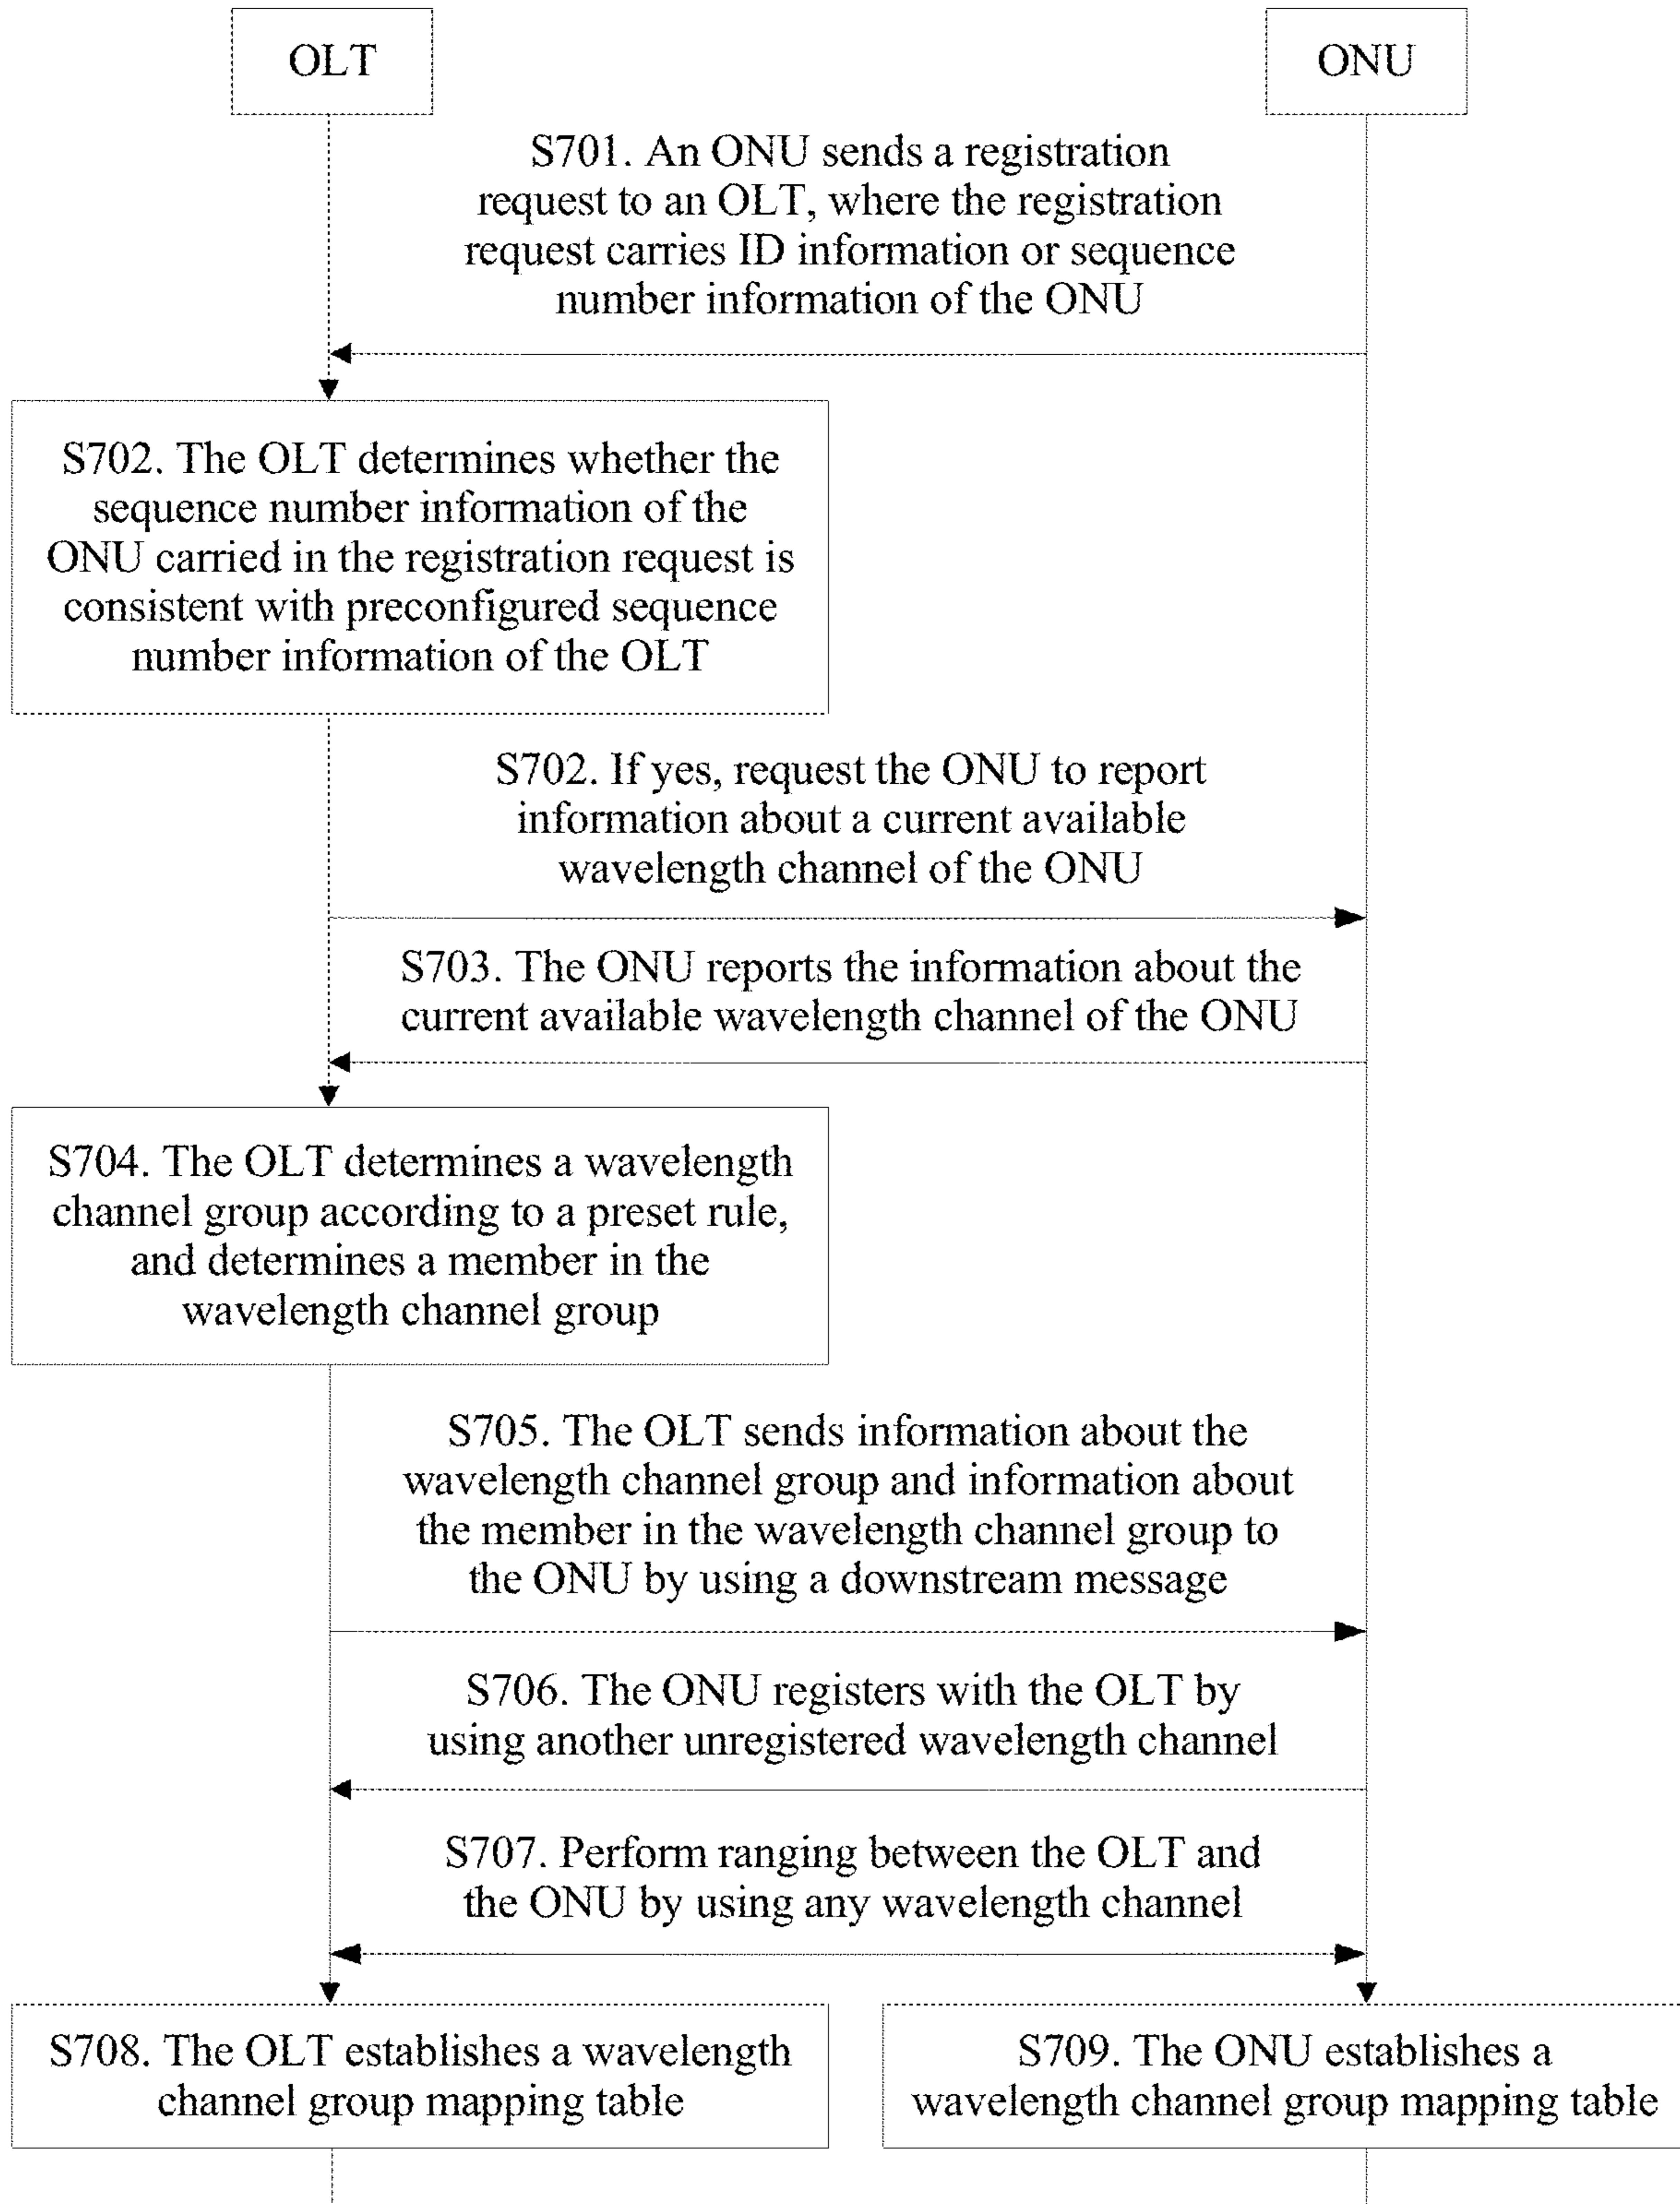 OLT
ONU
S701. An ONU sends a registration
request to an OLT, where the registration
request carries ID information or sequence
number information of the ONU
S702. The OLT determines whether the
sequence number information of the
ONU carried in the registration request is
consistent with preconfigured sequence
number information of the OLT
S702. If yes, request the ONU to report
information about a current available
wavelength channel of the ONU
S703. The ONU reports the information about the
current available wavelength channel of the ONU
S704. The OLT determines a wavelength
channel group according to a preset rule,
and determines a member in the
wavelength channel group
S705. The OLT sends information about the
wavelength channel group and information about
the member in the wavelength channel group to
the ONU by using a downstream message
S706. The ONU registers with the OLT by
using another unregistered wavelength channel
S707. Perform ranging between the OLT and
the ONU by using any wavelength channel
S708. The OLT establishes a wavelength
channel group mapping table
S709. The ONU establishes a
wavelength channel group mapping table